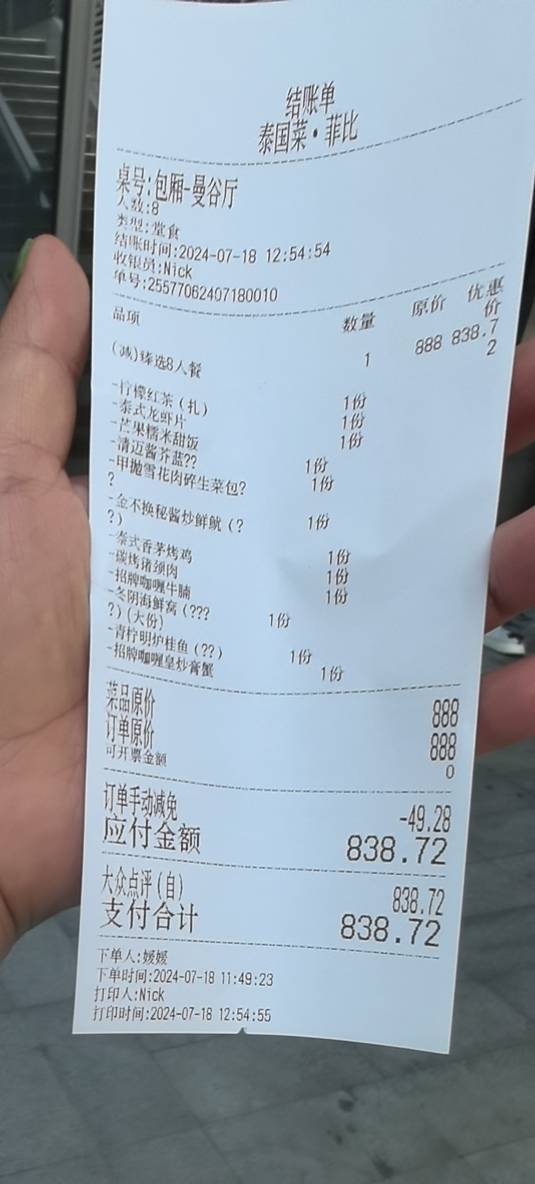 结账单
泰国菜·菲比
桌号:包厢-曼谷厅
人数:8
类型:堂食
结账时间:2024-07-18 12:54:54
收银员:Nick
单号:25577062407180010
品项 数量 原价 优惠价
(减)臻选8人餐 1 888 838.72
-柠檬红茶(扎) 1份
-泰式龙虾片 1份
-芒果糯米甜饭 1份
-清迈酱芥蓝?? 1份
-甲抛雪花肉碎生菜包? 1份
?
-金不换秘酱炒鲜鱿(? 1份
?)
-泰式香茅烤鸡 1份
-碳烤猪颈肉 1份
-招牌咖喱牛腩 1份
-冬阴海鲜窝(??? 1份
?)(大份)
-青柠明炉桂鱼(??) 1份
-招牌咖喱皇炒膏蟹 1份
菜品原价 888
订单原价 888
可开票金额 0
订单手动减免 -49.28
应付金额 838.72
大众点评(自) 838.72
支付合计 838.72
下单人:媛媛
下单时间:2024-07-18 11:49:23
打印人:Nick
打印时间:2024-07-18 12:54:55